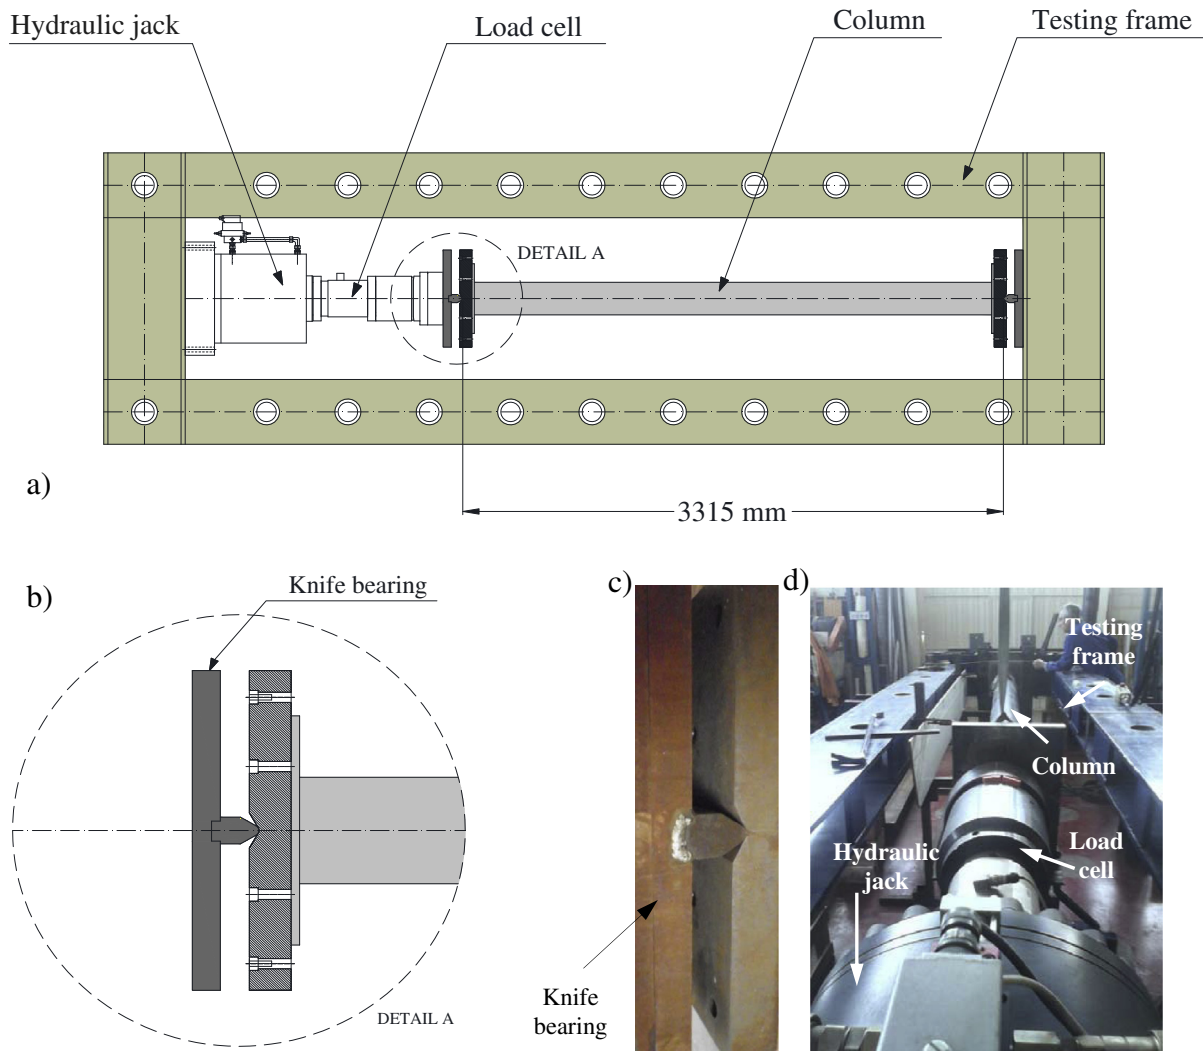 Hydraulic jack
Load cell
Column
Testing frame
DETAIL A
a)
3315 mm
b)
Knife bearing
DETAIL A
c)
Knife
bearing
d)
Testing
frame
Column
Load
cell
Hydraulic
jack